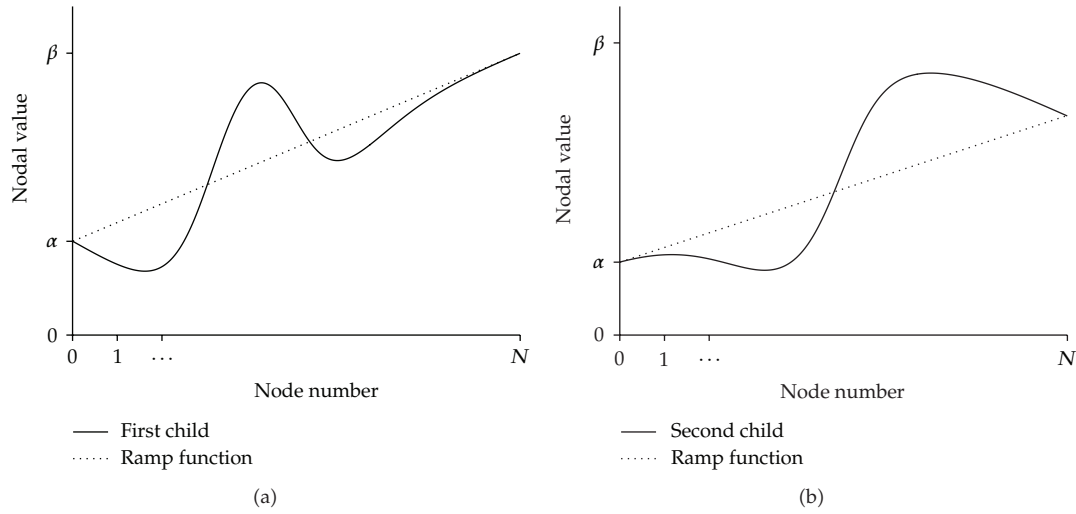 Nodal value
β
α
0
0 1 ... N
Node number
First child
Ramp function
(a)
Nodal value
β
α
0
0 1 ... N
Node number
Second child
Ramp function
(b)